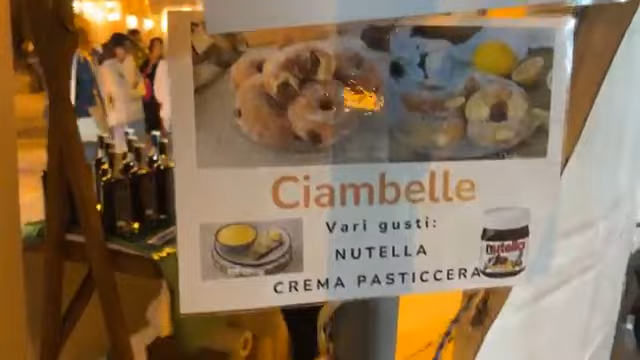 Ciambelle
Vari gusti:
NUTELLA
nutella
CREMA PASTICCERA